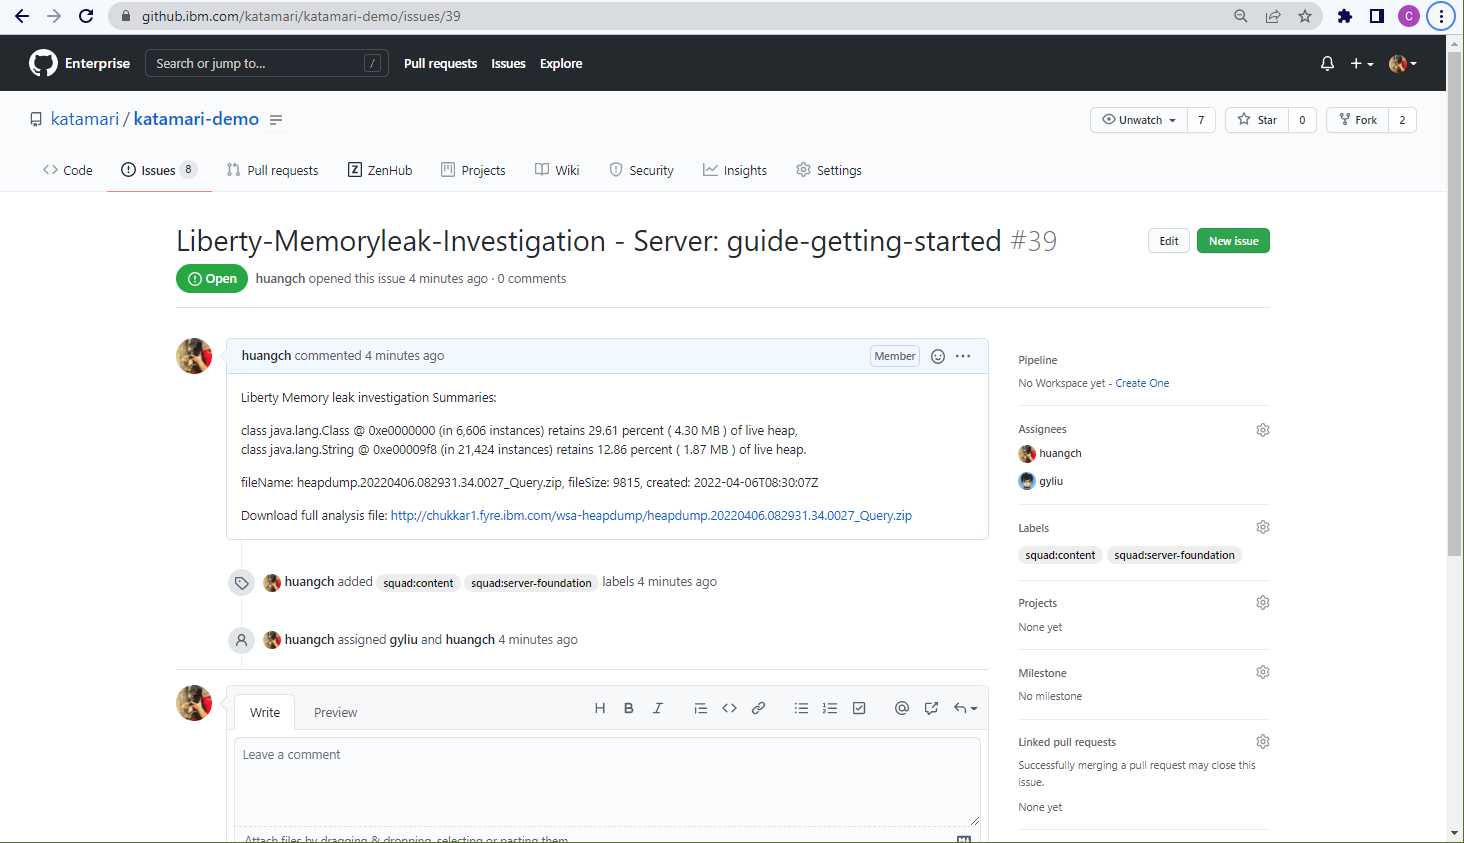 github.ibm.com/katamari/katamari-demo/issues/39
C
Enterprise Search or jump to... / Pull requests Issues Explore
katamari / katamari-demo Unwatch 7 Star 0 Fork 2
Code Issues 8 Pull requests ZenHub Projects Wiki Security Insights Settings
Liberty-Memoryleak-Investigation - Server: guide-getting-started #39 Edit New issue
Open huangch opened this issue 4 minutes ago · 0 comments
huangch commented 4 minutes ago Member
Liberty Memory leak investigation Summaries:
class java.lang.Class @ 0xe0000000 (in 6,606 instances) retains 29.61 percent ( 4.30 MB ) of live heap,
class java.lang.String @ 0xe00009f8 (in 21,424 instances) retains 12.86 percent ( 1.87 MB ) of live heap.
fileName: heapdump.20220406.082931.34.0027_Query.zip, fileSize: 9815, created: 2022-04-06T08:30:07Z
Download full analysis file: http://chukkar1.fyre.ibm.com/wsa-heapdump/heapdump.20220406.082931.34.0027_Query.zip
huangch added squad:content squad:server-foundation labels 4 minutes ago
huangch assigned gyliu and huangch 4 minutes ago
Write Preview
Leave a comment
Attach files by dragging & dropping, selecting or pasting them.
Pipeline
No Workspace yet - Create One
Assignees
huangch
gyliu
Labels
squad:content squad:server-foundation
Projects
None yet
Milestone
No milestone
Linked pull requests
Successfully merging a pull request may close this
issue.
None yet